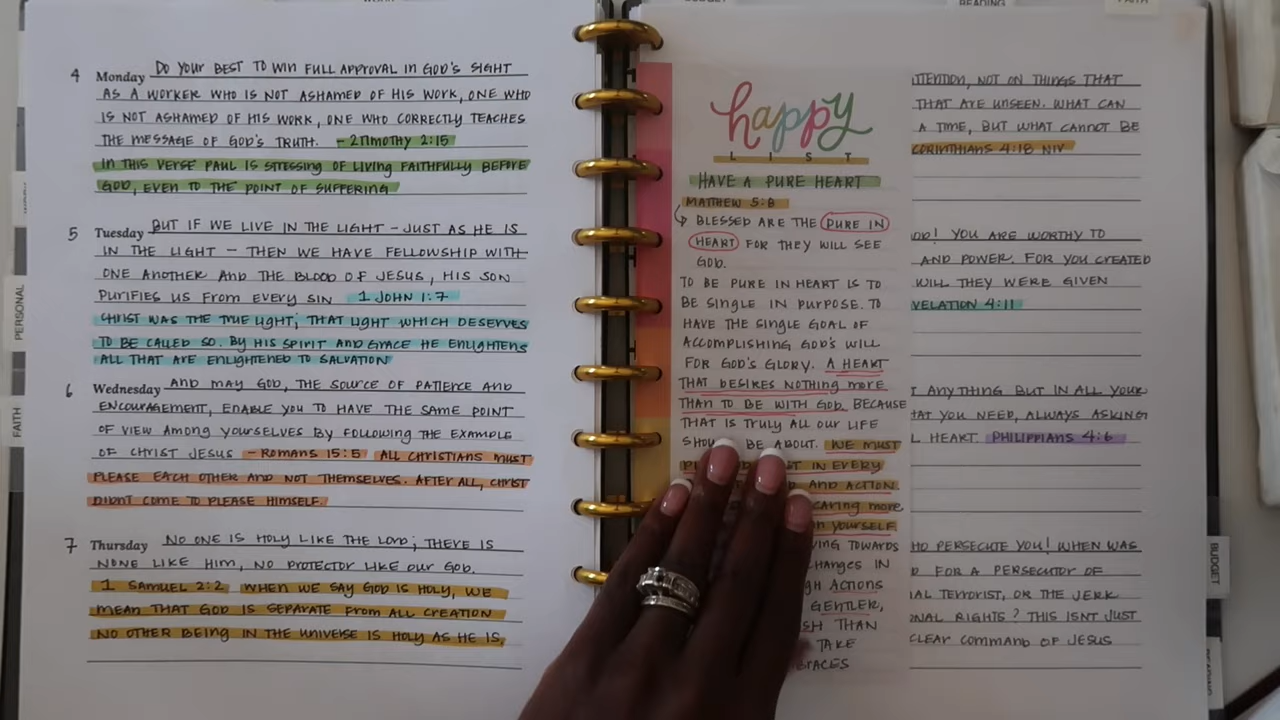 4 Monday DO YOUR BEST TO WIN FULL APPROVAL IN GOD'S SIGHT
AS A WORKER WHO IS NOT ASHAMED OF HIS WORK, ONE WHO
IS NOT ASHAMED OF HIS WORK, ONE WHO CORRECTLY TEACHES
THE MESSAGE OF GOD'S TRUTH. - 2TIMOTHY 2:15
IN THIS VERSE PAUL IS STRESSING OF LIVING FAITHFULLY BEFORE
GOD, EVEN TO THE POINT OF SUFFERING
5 Tuesday BUT IF WE LIVE IN THE LIGHT - JUST AS HE IS
IN THE LIGHT - THEN WE HAVE FELLOWSHIP WITH
ONE ANOTHER AND THE BLOOD OF JESUS, HIS SON
PURIFIES US FROM EVERY SIN 1 JOHN 1:7
CHRIST WAS THE TRUE LIGHT; THAT LIGHT WHICH DESERVES
TO BE CALLED SO. BY HIS SPIRIT AND GRACE HE ENLIGHTENS
ALL THAT ARE ENLIGHTENED TO SALVATION
6 Wednesday AND MAY GOD, THE SOURCE OF PATIENCE AND
ENCOURAGEMENT, ENABLE YOU TO HAVE THE SAME POINT
OF VIEW AMONG YOURSELVES BY FOLLOWING THE EXAMPLE
OF CHRIST JESUS - ROMANS 15:5 ALL CHRISTIANS MUST
PLEASE EACH OTHER AND NOT THEMSELVES. AFTER ALL, CHRIST
DIDN'T COME TO PLEASE HIMSELF.
7 Thursday NO ONE IS HOLY LIKE THE LORD; THERE IS
NONE LIKE HIM, NO PROTECTOR LIKE OUR GOD.
1 SAMUEL 2:2 WHEN WE SAY GOD IS HOLY, WE
MEAN THAT GOD IS SEPARATE FROM ALL CREATION
NO OTHER BEING IN THE UNIVERSE IS HOLY AS HE IS,
PERSONAL
FAITH
happy
LIST
HAVE A PURE HEART
MATTHEW 5:8
BLESSED ARE THE PURE IN
HEART FOR THEY WILL SEE
GOD.
TO BE PURE IN HEART IS TO
BE SINGLE IN PURPOSE. TO
HAVE THE SINGLE GOAL OF
ACCOMPLISHING GOD'S WILL
FOR GOD'S GLORY. A HEART
THAT DESIRES NOTHING MORE
THAN TO BE WITH GOD. BECAUSE
THAT IS TRULY ALL OUR LIFE
BE ABOUT. WE MUST
IN EVERY
AND ACTION.
CARING MORE
YOURSELF
TOWARDS
CHANGES IN
ACTIONS
GENTLER,
THAN
TAKE
READING
FAITH
ATTENTION, NOT ON THINGS THAT
THAT ARE UNSEEN. WHAT CAN
A TIME, BUT WHAT CANNOT BE
CORINTHIANS 4:18 NIV
YOU ARE WORTHY TO
AND POWER. FOR YOU CREATED
WILL THEY WERE GIVEN
4:11
ANYTHING BUT IN ALL YOUR
YOU NEED, ALWAYS ASKING
HEART. PHILIPPIANS 4:6
PERSECUTE YOU! WHEN WAS
FOR A PERSECUTOR OF
TERRORIST, OR THE JERK
RIGHTS? THIS ISN'T JUST
CLEAR COMMAND OF JESUS
BUDGET
READING